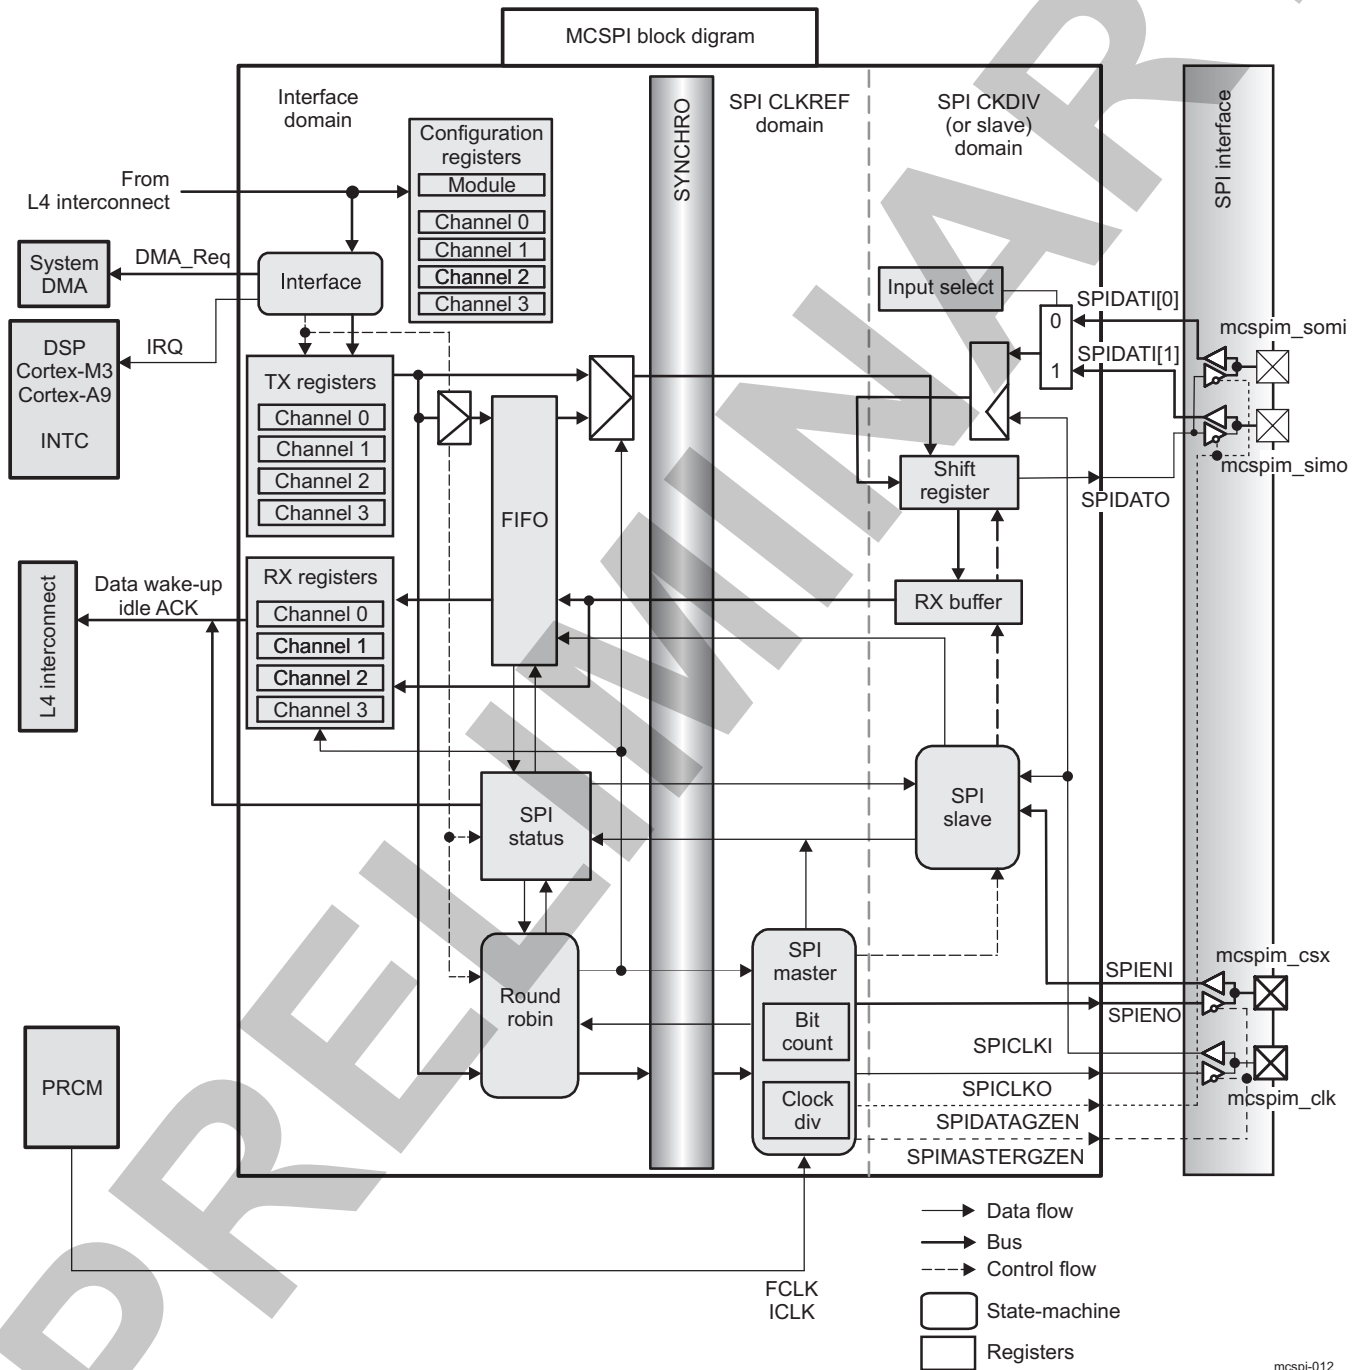 MCSPI block digram
Interface
domain
SYNCHRO
SPI CLKREF
domain
SPI CKDIV
(or slave)
domain
SPI interface
Configuration
registers
Module
Channel 0
Channel 1
Channel 2
Channel 3
From
L4 interconnect
System
DMA
DMA_Req
Interface
Input select
SPIDATI[0]
0
1
SPIDATI[1]
mcspim_somi
DSP
Cortex-M3
Cortex-A9
INTC
IRQ
TX registers
Channel 0
Channel 1
Channel 2
Channel 3
FIFO
Shift
register
SPIDATO
mcspim_simo
L4 interconnect
Data wake-up
idle ACK
RX registers
Channel 0
Channel 1
Channel 2
Channel 3
RX buffer
SPI
status
SPI
slave
Round
robin
SPI
master
Bit
count
Clock
div
SPIENI
SPIENO
mcspim_csx
SPICLKI
SPICLKO
mcspim_clk
SPIDATAGZEN
SPIMASTERGZEN
PRCM
FCLK
ICLK
Data flow
Bus
Control flow
State-machine
Registers
mcspi-012
PRELIMINARY